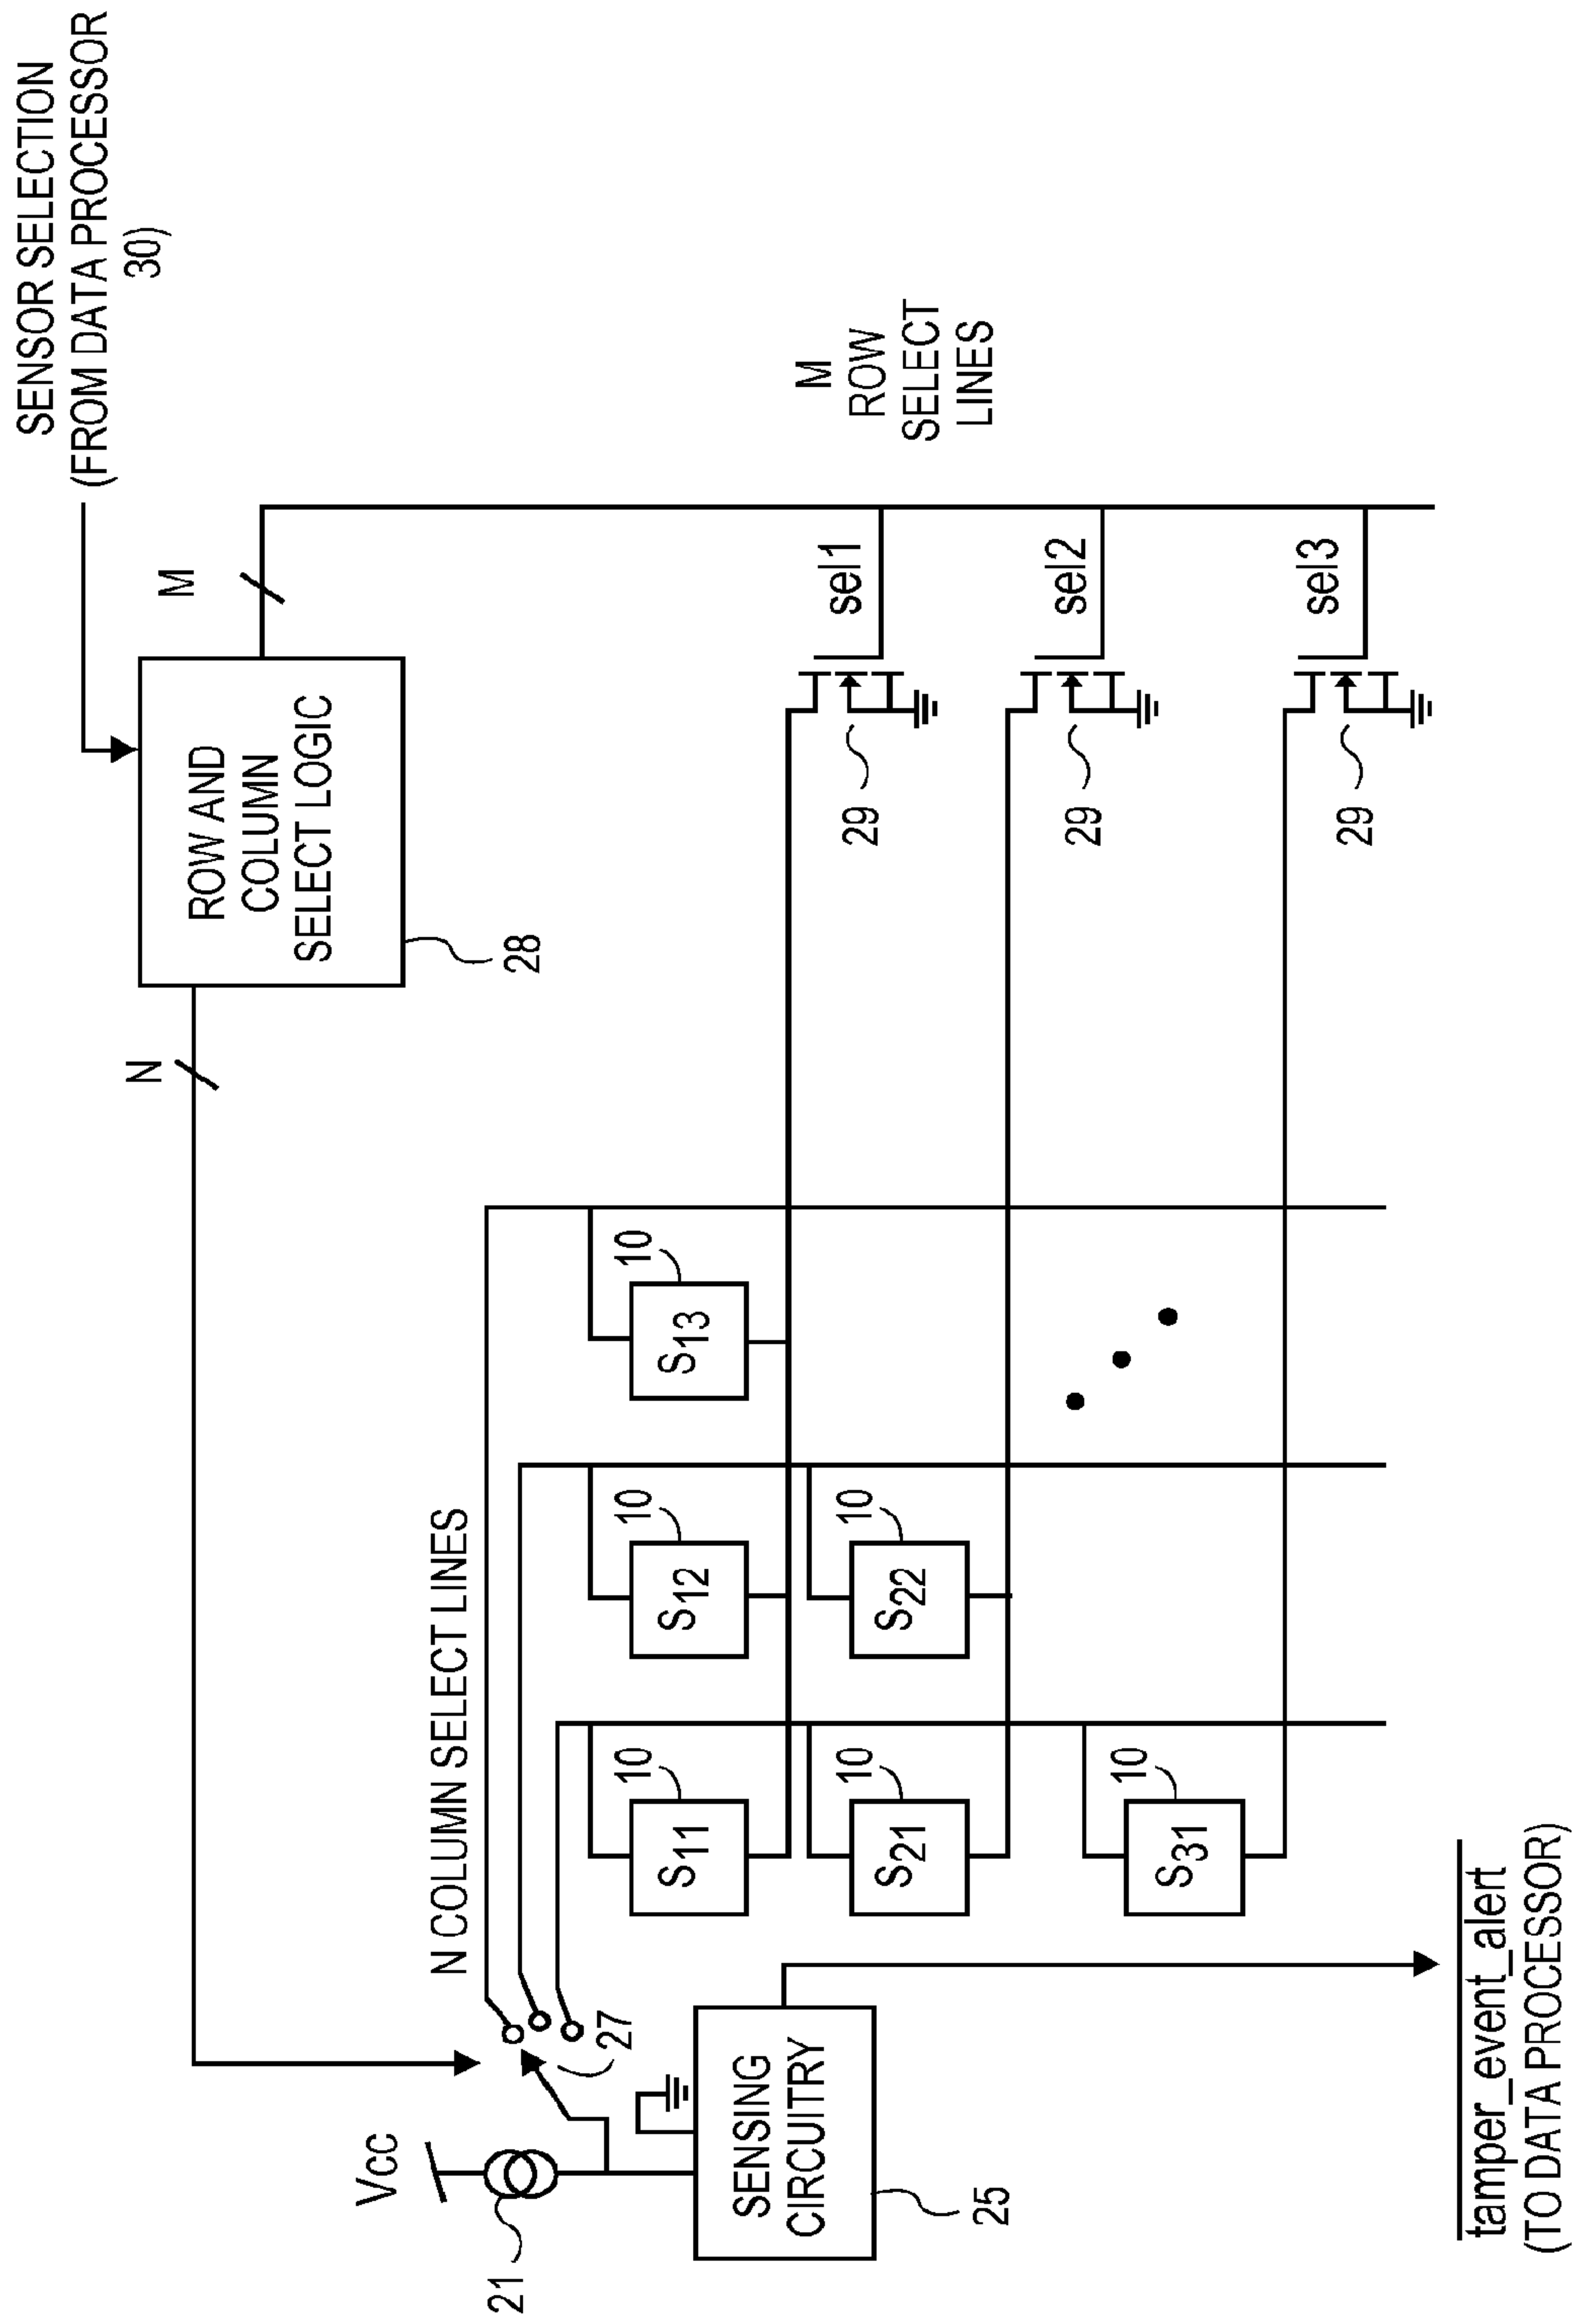 SENSOR SELECTION
(FROM DATA PROCESSOR
30)
M
ROW AND
COLUMN
SELECT LOGIC
28
N
N COLUMN SELECT LINES
M
ROW
SELECT
LINES
Vcc
21
27
SENSING
CIRCUITRY
25
S11
10
S12
10
S13
10
sel1
29
S21
10
S22
10
sel2
29
S31
10
sel3
29
tamper_event_alert
(TO DATA PROCESSOR)